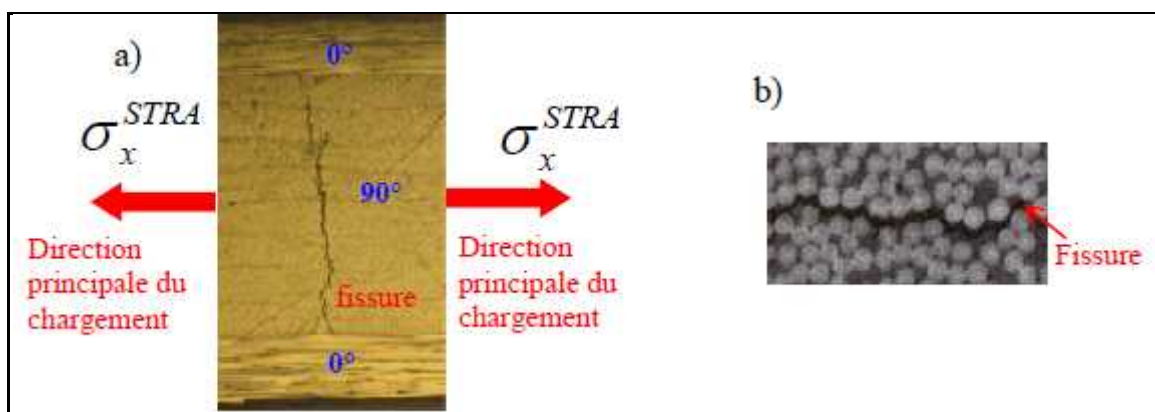 a)
0°
σ_x^{STRA}
σ_x^{STRA}
90°
Direction
principale du
chargement
fissure
Direction
principale du
chargement
0°
b)
Fissure